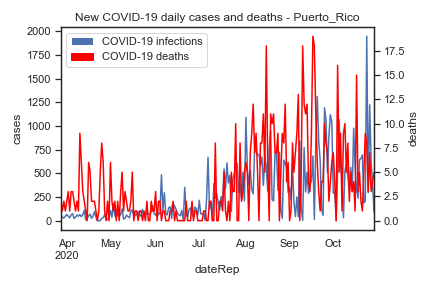 New COVID-19 daily cases and deaths - Puerto_Rico
COVID-19 infections
COVID-19 deaths
cases
2000
1750
1500
1250
1000
750
500
250
0
deaths
17.5
15.0
12.5
10.0
7.5
5.0
2.5
0.0
Apr May Jun Jul Aug Sep Oct
2020
dateRep